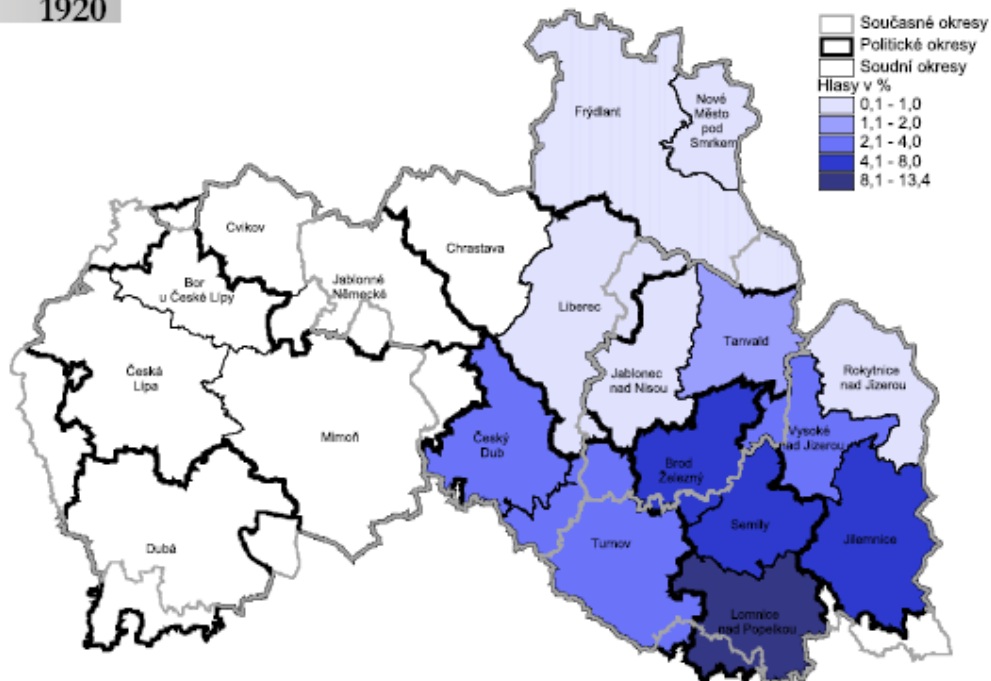 1920
Současné okresy
Politické okresy
Soudní okresy
Hlasy v %
0,1 - 1,0
1,1 - 2,0
2,1 - 4,0
4,1 - 8,0
8,1 - 13,4
Frýdlant
Nové
Město
pod
Smrkem
Cvikov
Chrastava
Bor
u České Lípy
Jablonné
Německé
Liberec
Tanvald
Česká
Lípa
Jablonec
nad Nisou
Rokytnice
nad Jizerou
Mimoň
Český
Dub
Vysoké
nad Jizerou
Brod
Železný
Semily
Jilemnice
Turnov
Dubá
Lomnice
nad Popelkou